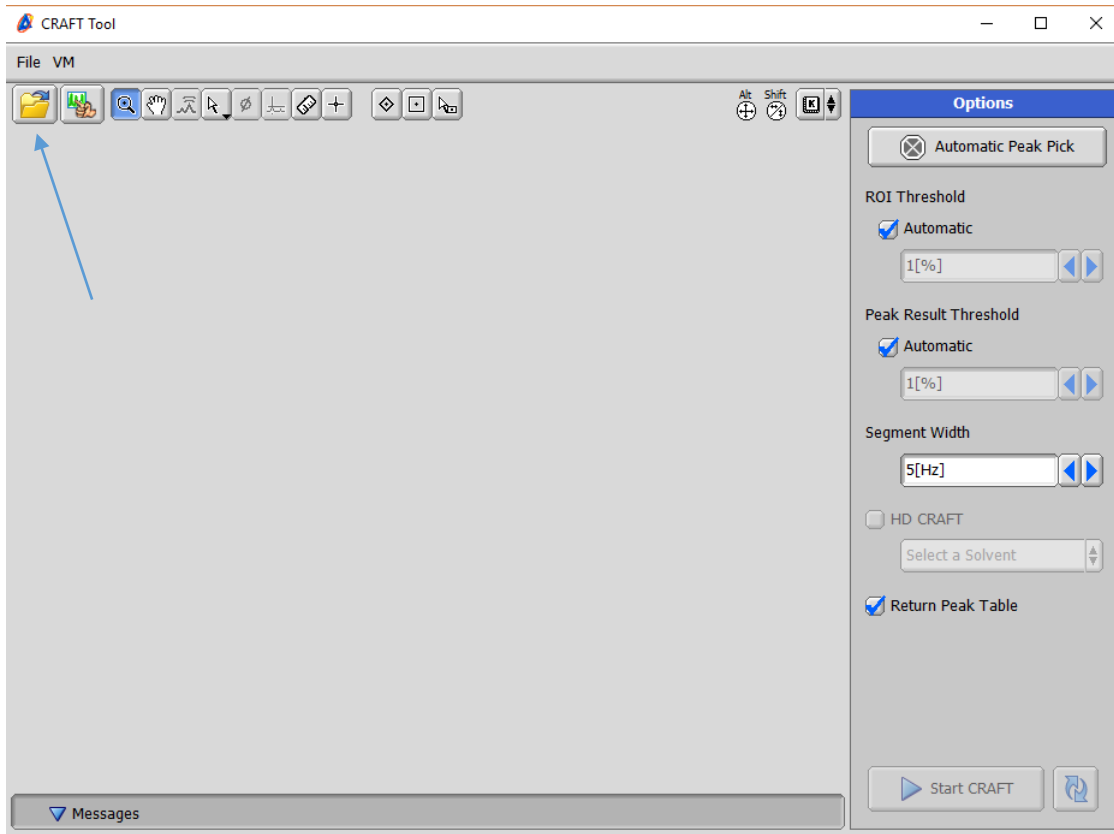 CRAFT Tool
File VM
Alt Shift
K
Options
Automatic Peak Pick
ROI Threshold
Automatic
1[%]
Peak Result Threshold
Automatic
1[%]
Segment Width
5[Hz]
HD CRAFT
Select a Solvent
Return Peak Table
Start CRAFT
Messages